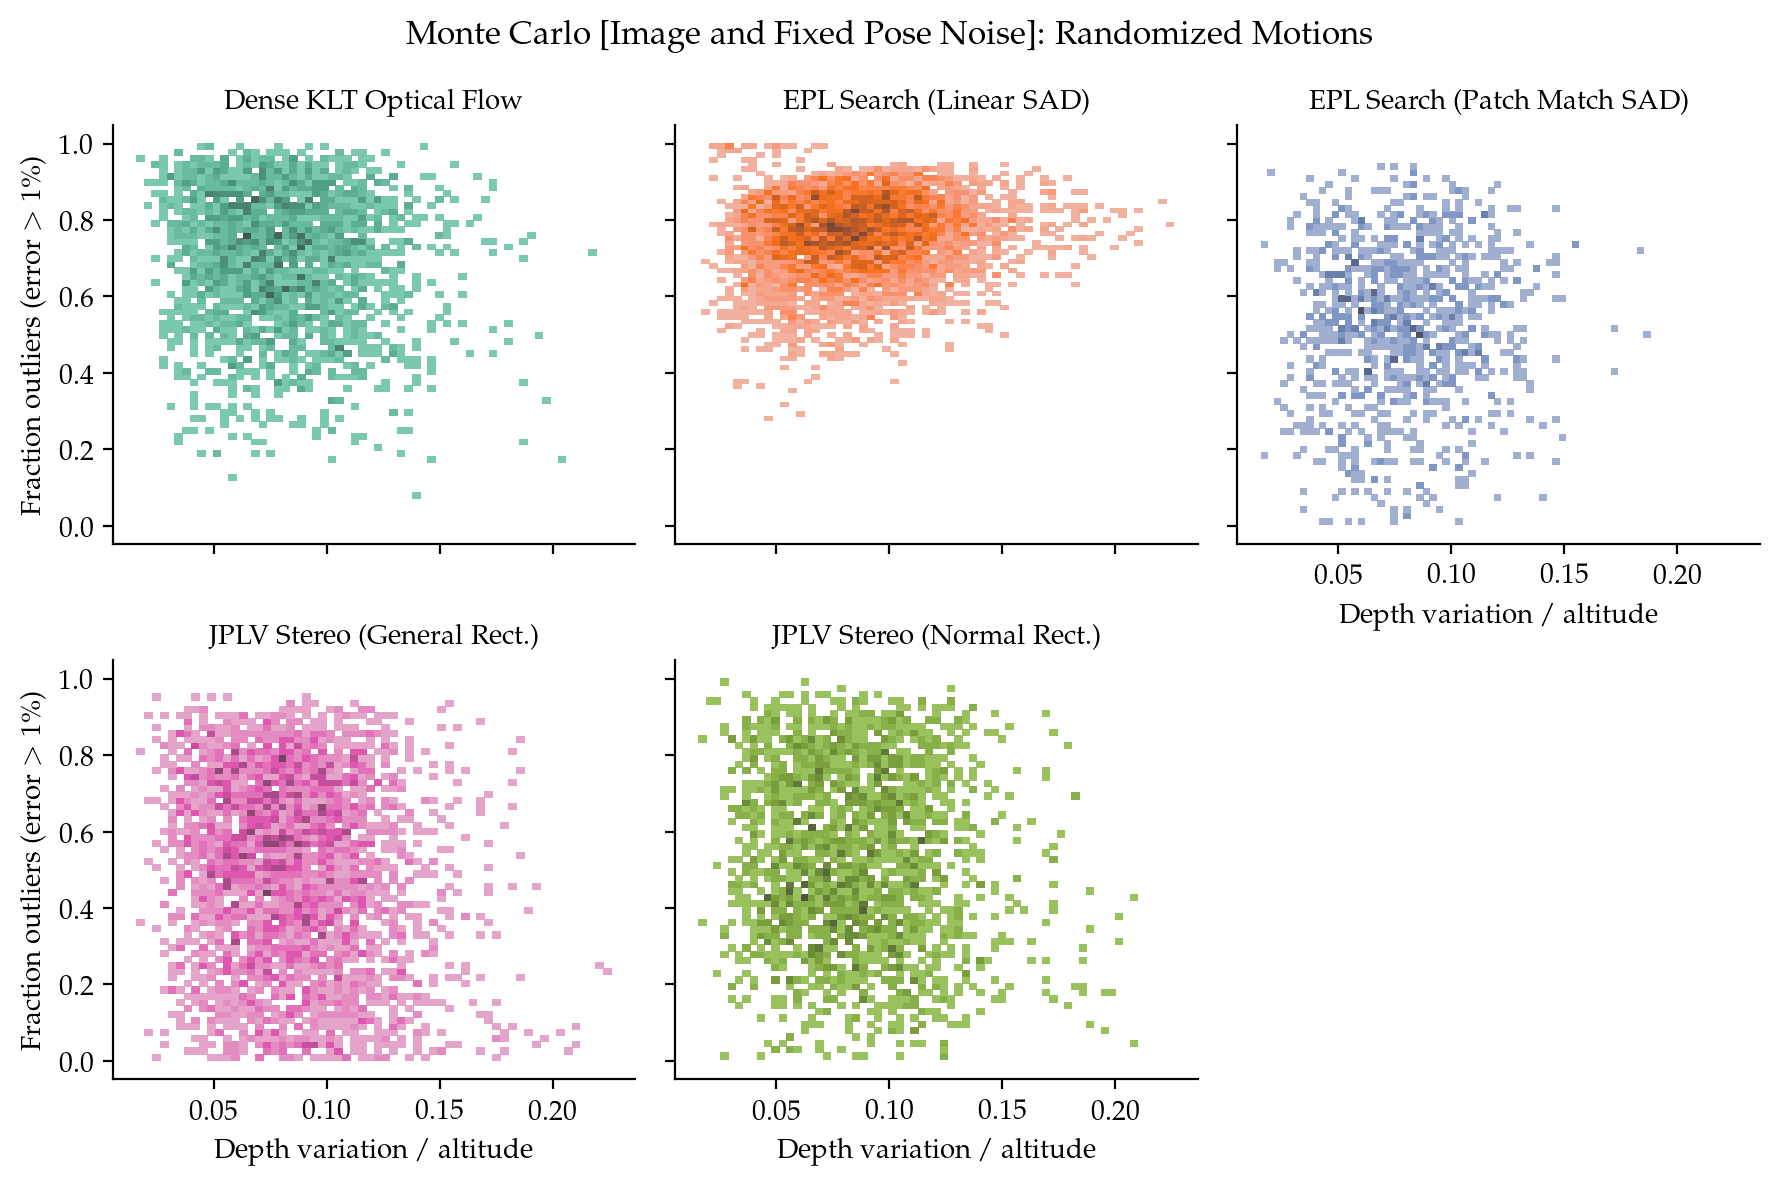 Monte Carlo [Image and Fixed Pose Noise]: Randomized Motions
Dense KLT Optical Flow
EPL Search (Linear SAD)
EPL Search (Patch Match SAD)
Fraction outliers (error > 1%)
1.0
0.8
0.6
0.4
0.2
0.0
0.05 0.10 0.15 0.20
Depth variation / altitude
JPLV Stereo (General Rect.)
JPLV Stereo (Normal Rect.)
Fraction outliers (error > 1%)
1.0
0.8
0.6
0.4
0.2
0.0
0.05 0.10 0.15 0.20
0.05 0.10 0.15 0.20
Depth variation / altitude
Depth variation / altitude